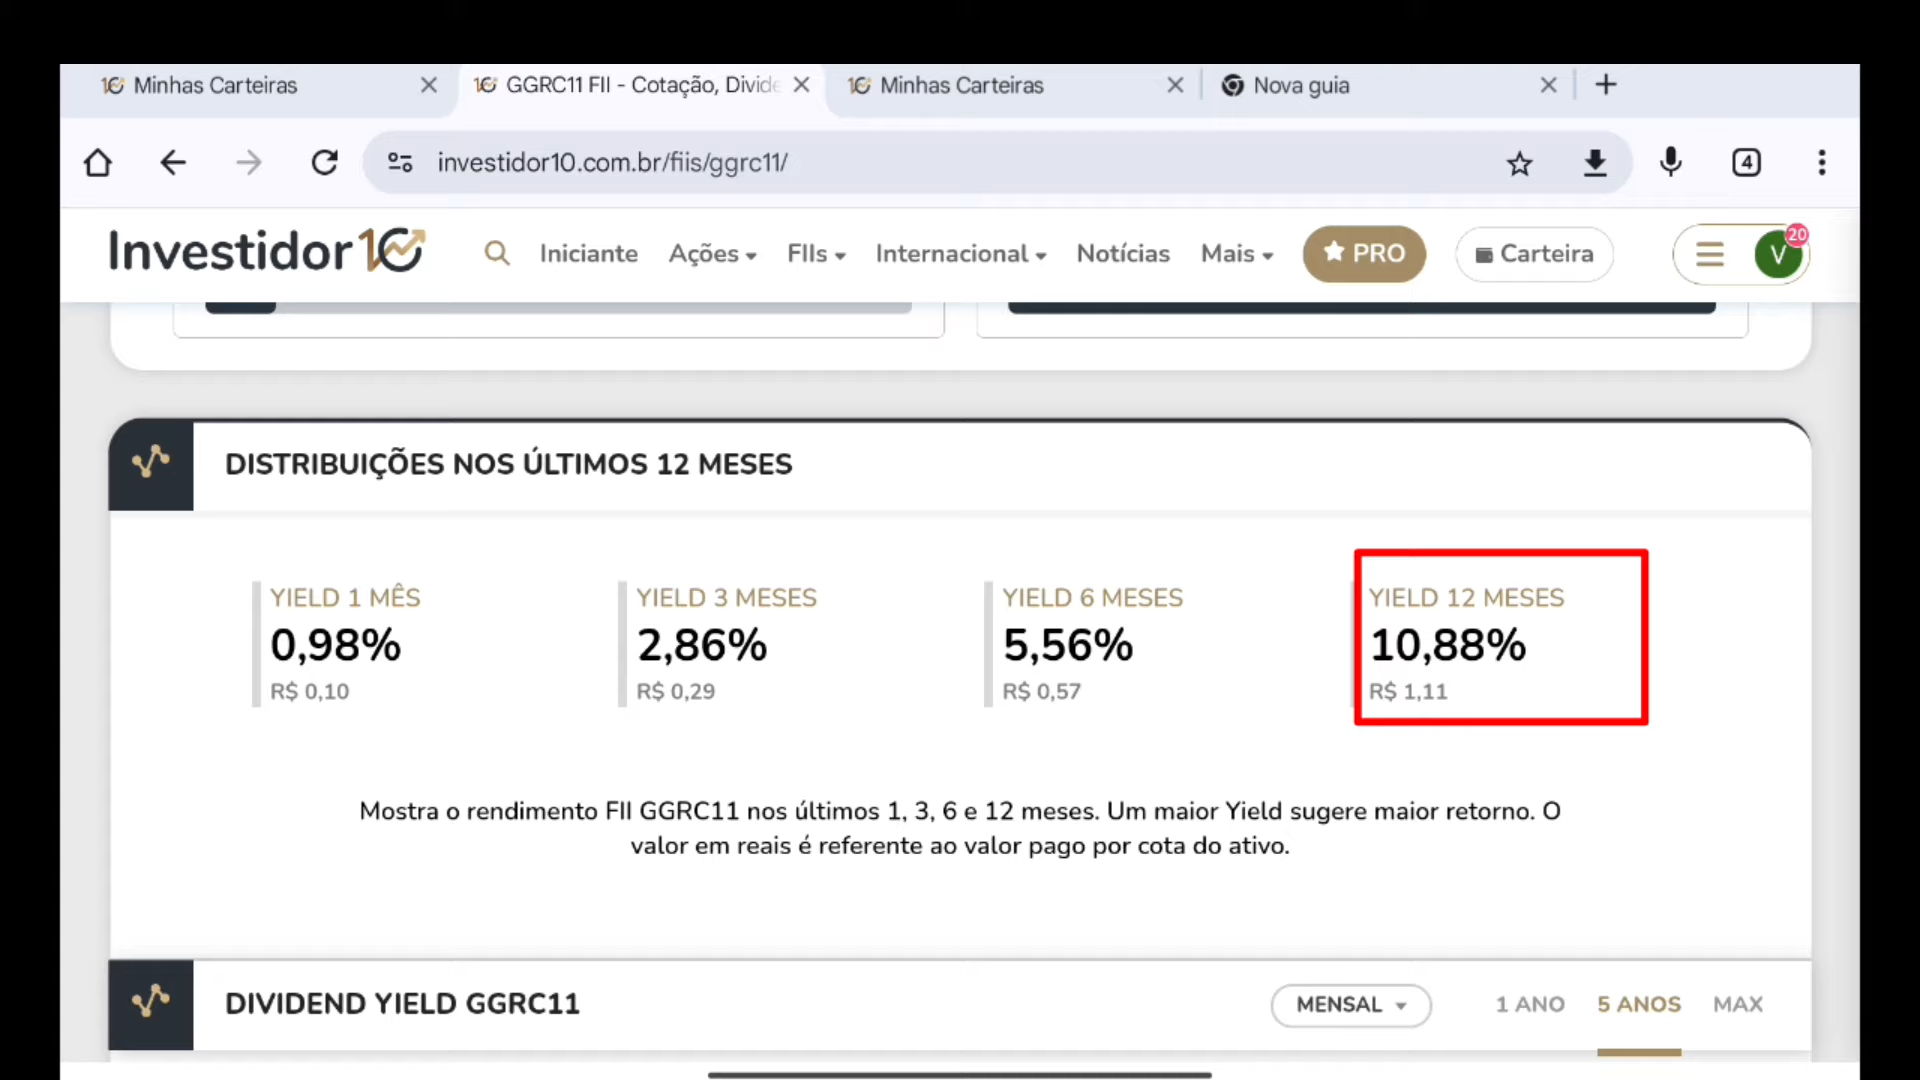 Minhas Carteiras
GGRC11 FII - Cotação, Divide
Minhas Carteiras
Nova guia
investidor10.com.br/fiis/ggrc11/
4
Investidor 10
Iniciante
Ações
FIIs
Internacional
Notícias
Mais
PRO
Carteira
V
20
DISTRIBUIÇÕES NOS ÚLTIMOS 12 MESES
YIELD 1 MÊS
0,98%
R$ 0,10
YIELD 3 MESES
2,86%
R$ 0,29
YIELD 6 MESES
5,56%
R$ 0,57
YIELD 12 MESES
10,88%
R$ 1,11
Mostra o rendimento FII GGRC11 nos últimos 1, 3, 6 e 12 meses. Um maior Yield sugere maior retorno. O
valor em reais é referente ao valor pago por cota do ativo.
DIVIDEND YIELD GGRC11
MENSAL
1 ANO
5 ANOS
MAX